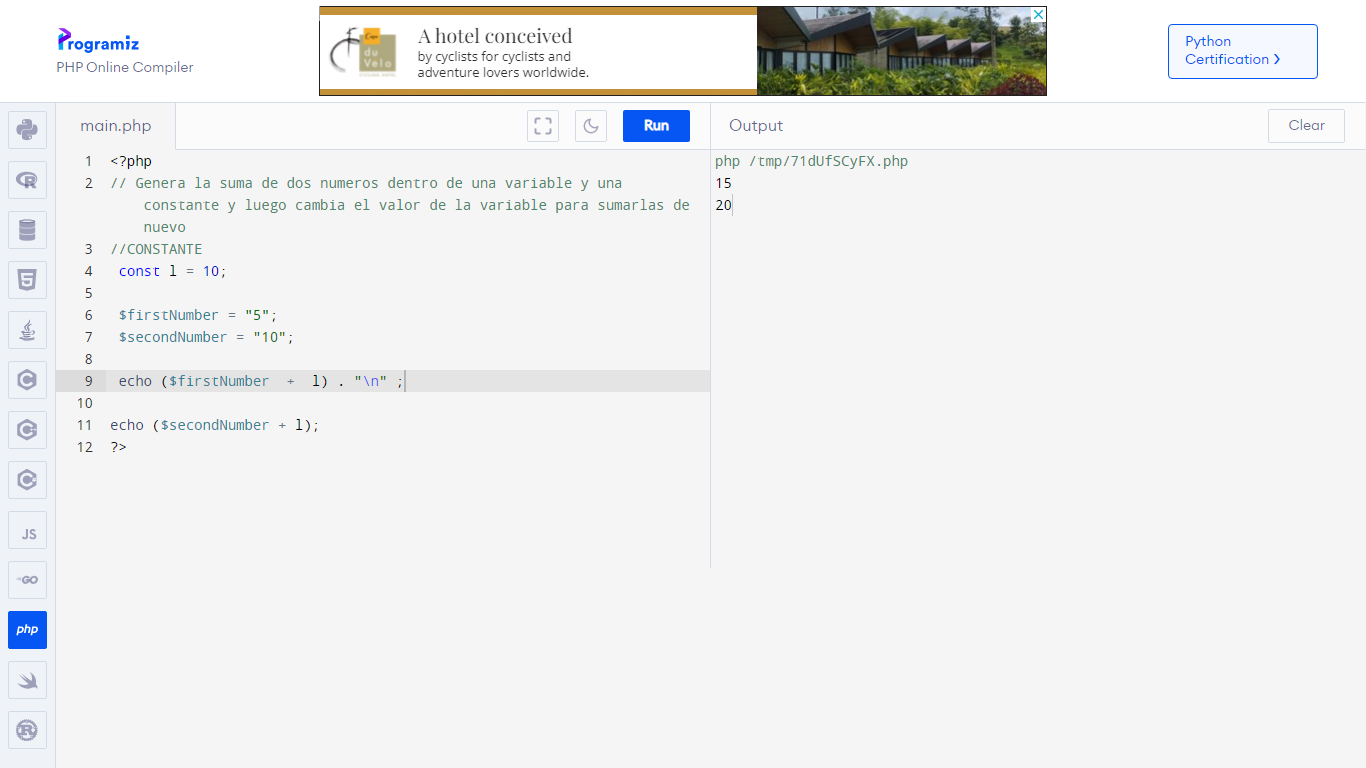 Programiz
PHP Online Compiler
du
Velo
A hotel conceived
by cyclists for cyclists and
adventure lovers worldwide.
Python
Certification
main.php
Run
Output
Clear
1 <?php
2 // Genera la suma de dos numeros dentro de una variable y una
constante y luego cambia el valor de la variable para sumarlas de
nuevo
3 //CONSTANTE
4 const l = 10;
5
6 $firstNumber = "5";
7 $secondNumber = "10";
8
9 echo ($firstNumber  +  l) . "\n" ;
10
11 echo ($secondNumber + l);
12 ?>
php /tmp/71dUfSCyFX.php
15
20
R
5
C
C
C
JS
GO
php
R